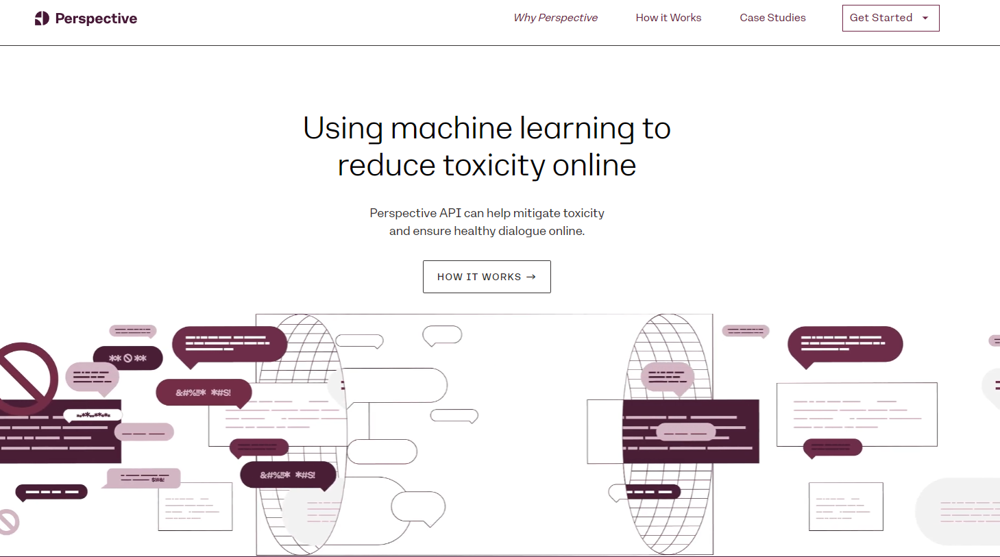 Perspective
Why Perspective
How it Works
Case Studies
Get Started
Using machine learning to
reduce toxicity online
Perspective API can help mitigate toxicity
and ensure healthy dialogue online.
HOW IT WORKS →
&#%!!* *#S!
&#%!!* *#S!
$!#&!